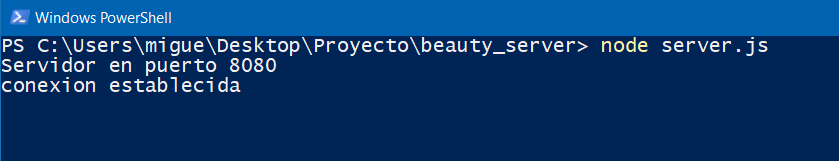 Windows PowerShell
PS C:\Users\migue\Desktop\Proyecto\beauty_server> node server.js
Servidor en puerto 8080
conexion establecida